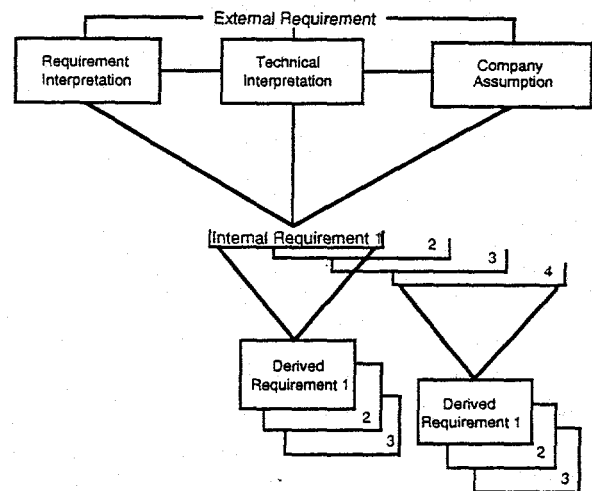 External Requirement
Requirement
Interpretation
Technical
Interpretation
Company
Assumption
Internal Requirement 1
2
3
4
Derived
Requirement 1
2
3
Derived
Requirement 1
2
3